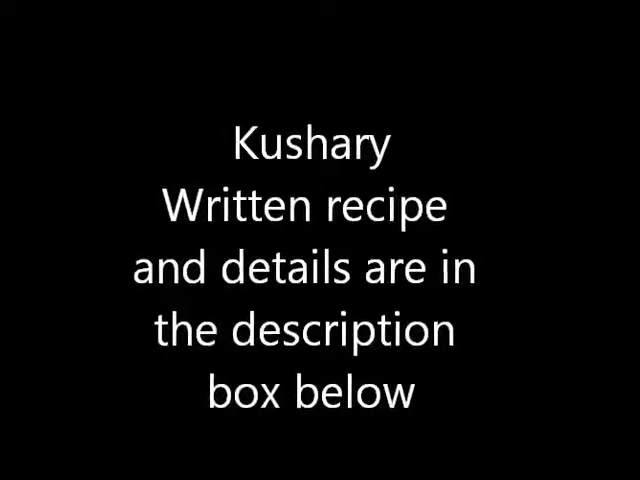 Kushary
Written recipe
and details are in
the description
box below